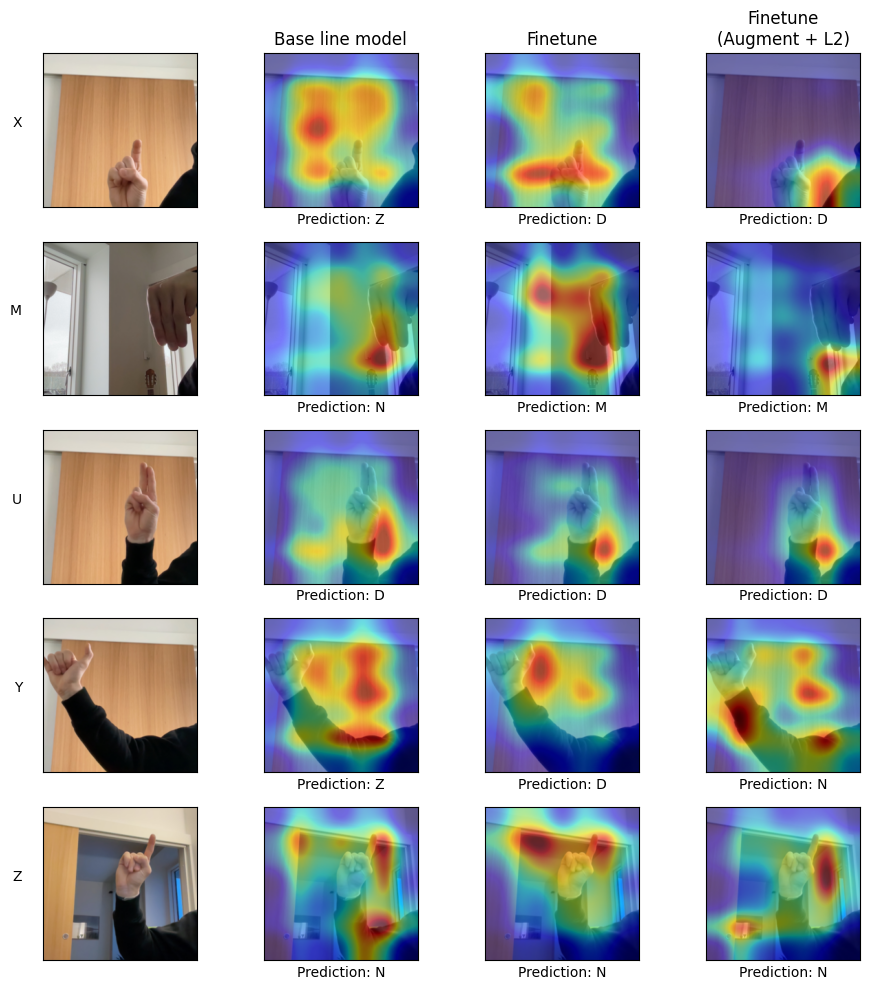 Base line model
Finetune
Finetune
(Augment + L2)
X
Prediction: Z
Prediction: D
Prediction: D
M
Prediction: N
Prediction: M
Prediction: M
U
Prediction: D
Prediction: D
Prediction: D
Y
Prediction: Z
Prediction: D
Prediction: N
Z
Prediction: N
Prediction: N
Prediction: N